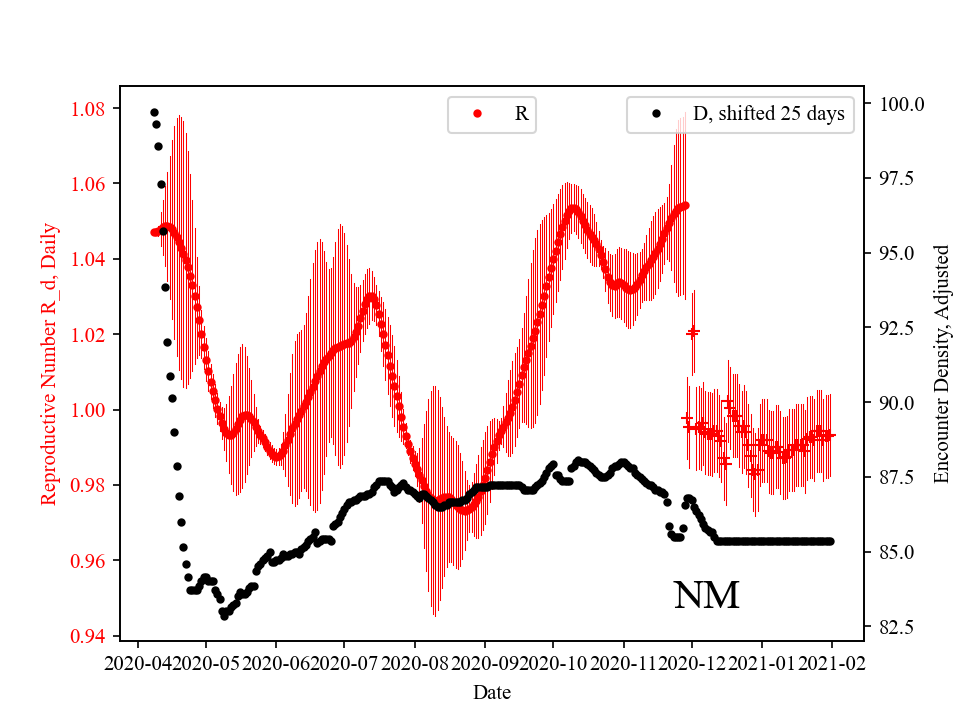 R
D, shifted 25 days
1.08
1.06
1.04
1.02
1.00
0.98
0.96
0.94
Reproductive Number R_d, Daily
100.0
97.5
95.0
92.5
90.0
87.5
85.0
82.5
Encounter Density, Adjusted
NM
2020-04 2020-05 2020-06 2020-07 2020-08 2020-09 2020-10 2020-11 2020-12 2021-01 2021-02
Date